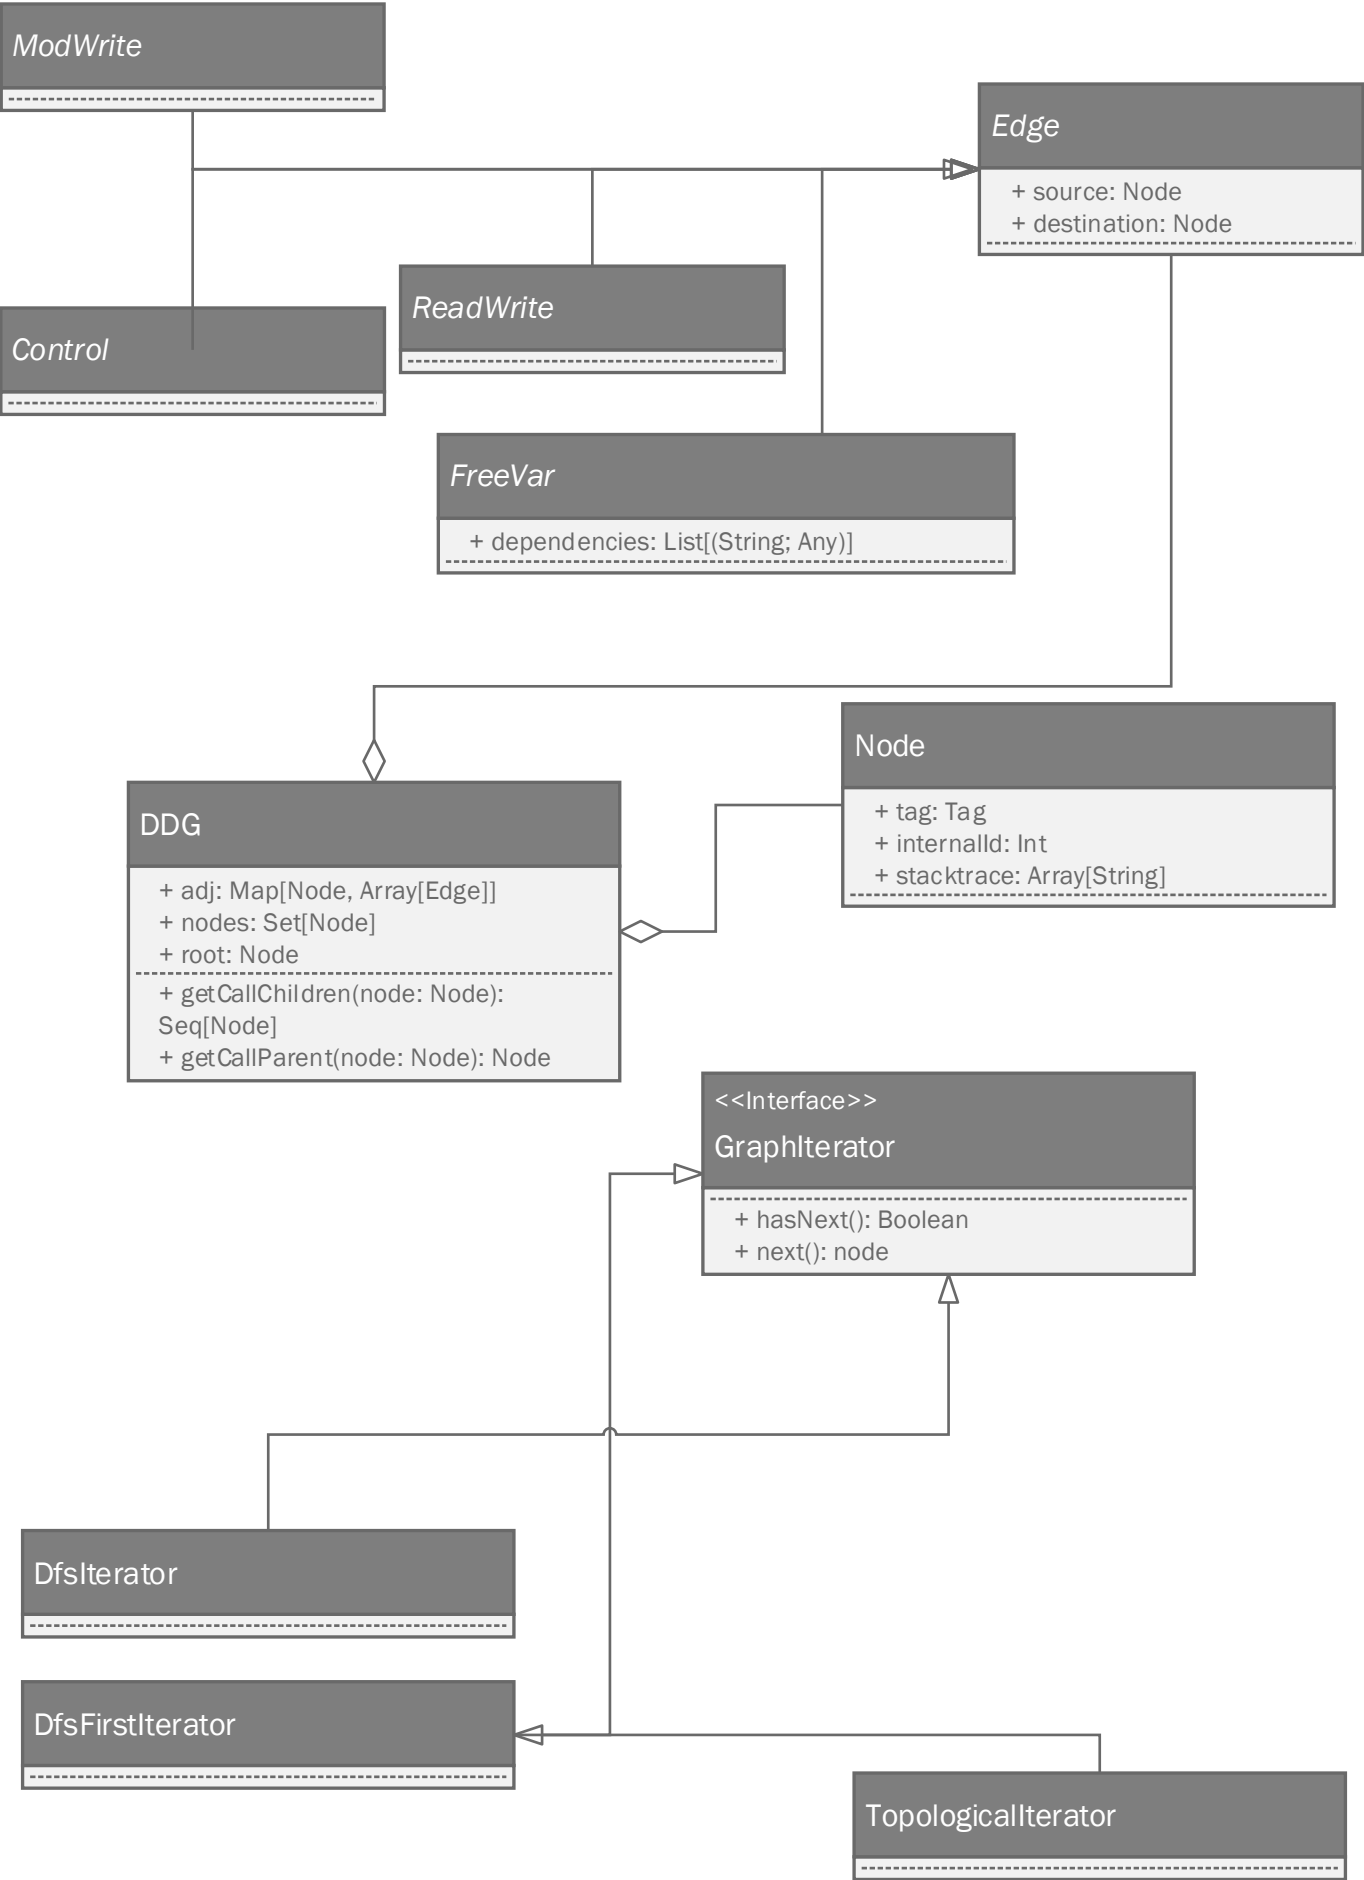 ModWrite
Edge
+ source: Node
+ destination: Node
ReadWrite
Control
FreeVar
+ dependencies: List[(String; Any)]
Node
+ tag: Tag
+ internalId: Int
+ stacktrace: Array[String]
DDG
+ adj: Map[Node, Array[Edge]]
+ nodes: Set[Node]
+ root: Node
+ getCallChildren(node: Node):
Seq[Node]
+ getCallParent(node: Node): Node
<<Interface>>
GraphIterator
+ hasNext(): Boolean
+ next(): node
DfsIterator
DfsFirstIterator
TopologicalIterator